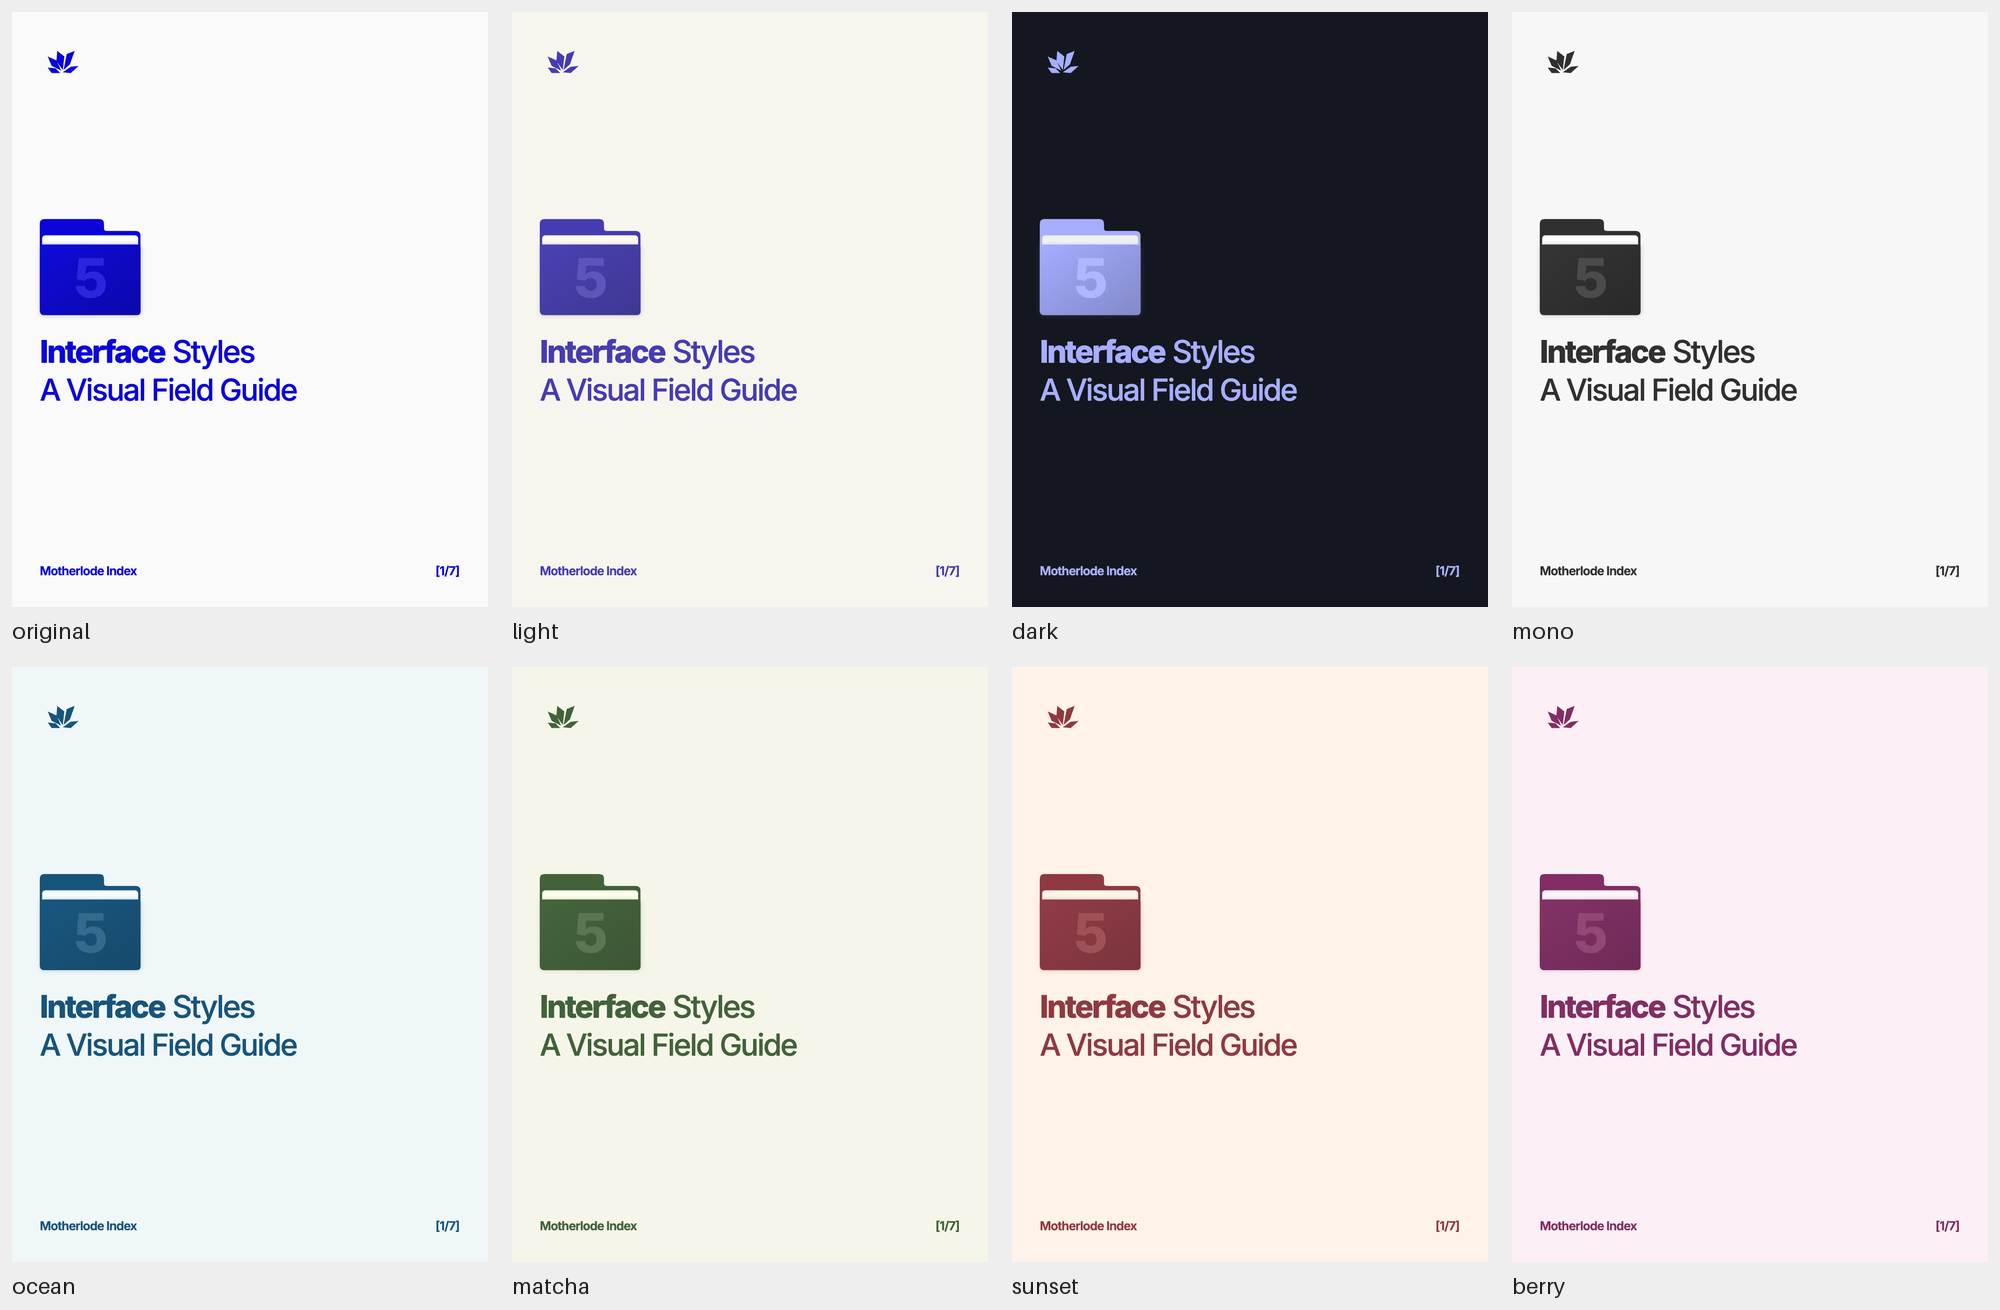 5
Interface Styles
A Visual Field Guide
Motherlode Index [1/7]
original
5
Interface Styles
A Visual Field Guide
Motherlode Index [1/7]
light
5
Interface Styles
A Visual Field Guide
Motherlode Index [1/7]
dark
5
Interface Styles
A Visual Field Guide
Motherlode Index [1/7]
mono
5
Interface Styles
A Visual Field Guide
Motherlode Index [1/7]
ocean
5
Interface Styles
A Visual Field Guide
Motherlode Index [1/7]
matcha
5
Interface Styles
A Visual Field Guide
Motherlode Index [1/7]
sunset
5
Interface Styles
A Visual Field Guide
Motherlode Index [1/7]
berry